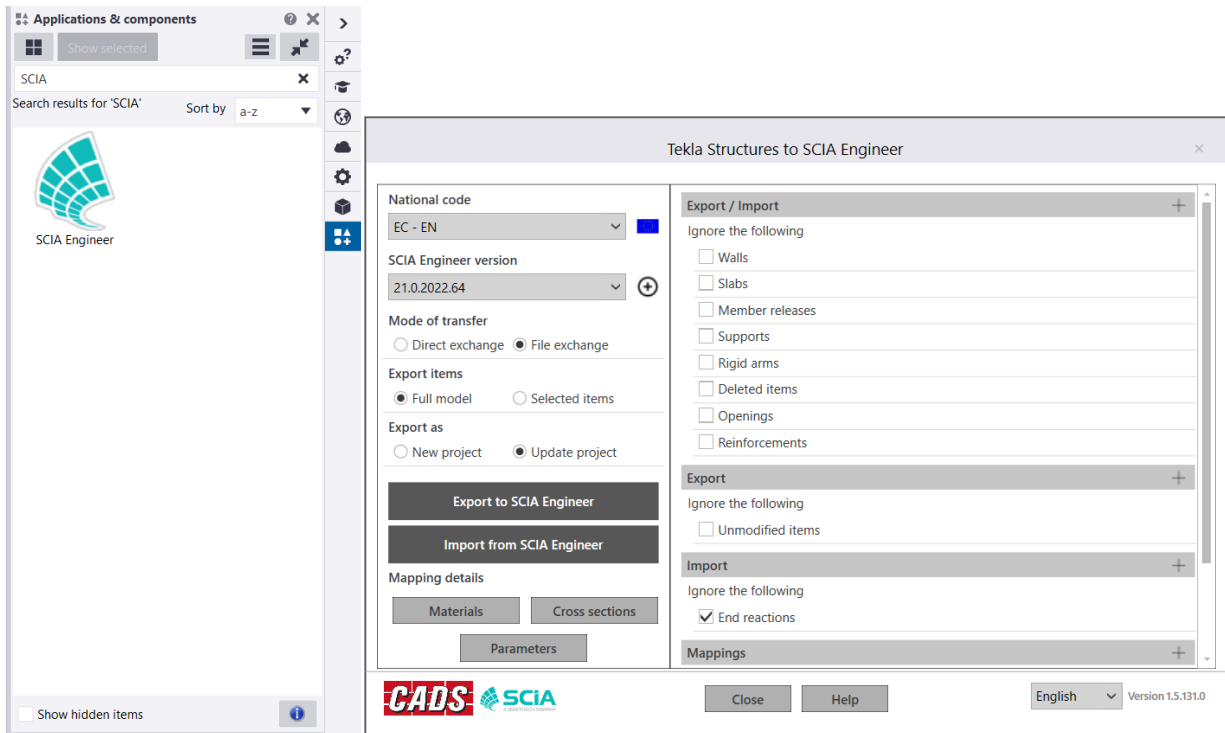 Applications & components
Show selected
SCIA
Search results for 'SCIA'
Sort by
a-z
SCIA Engineer
Show hidden items
Tekla Structures to SCIA Engineer
National code
EC - EN
SCIA Engineer version
21.0.2022.64
Mode of transfer
Direct exchange
File exchange
Export items
Full model
Selected items
Export as
New project
Update project
Export to SCIA Engineer
Import from SCIA Engineer
Mapping details
Materials
Cross sections
Parameters
Export / Import
Ignore the following
Walls
Slabs
Member releases
Supports
Rigid arms
Deleted items
Openings
Reinforcements
Export
Ignore the following
Unmodified items
Import
Ignore the following
End reactions
Mappings
CADS
SCIA
Close
Help
English
Version 1.5.131.0